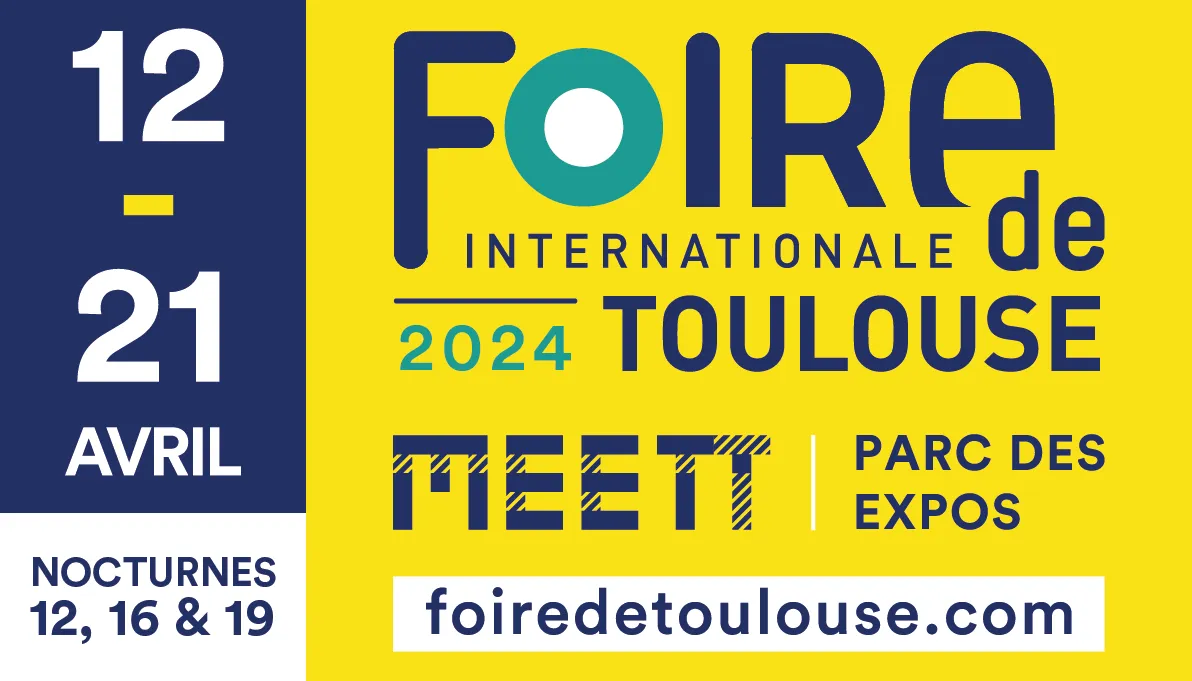 12
-
21
AVRIL
NOCTURNES
12, 16 & 19
FOIRE
INTERNATIONALE de
2024 TOULOUSE
MEETT
PARC DES
EXPOS
foiredetoulouse.com